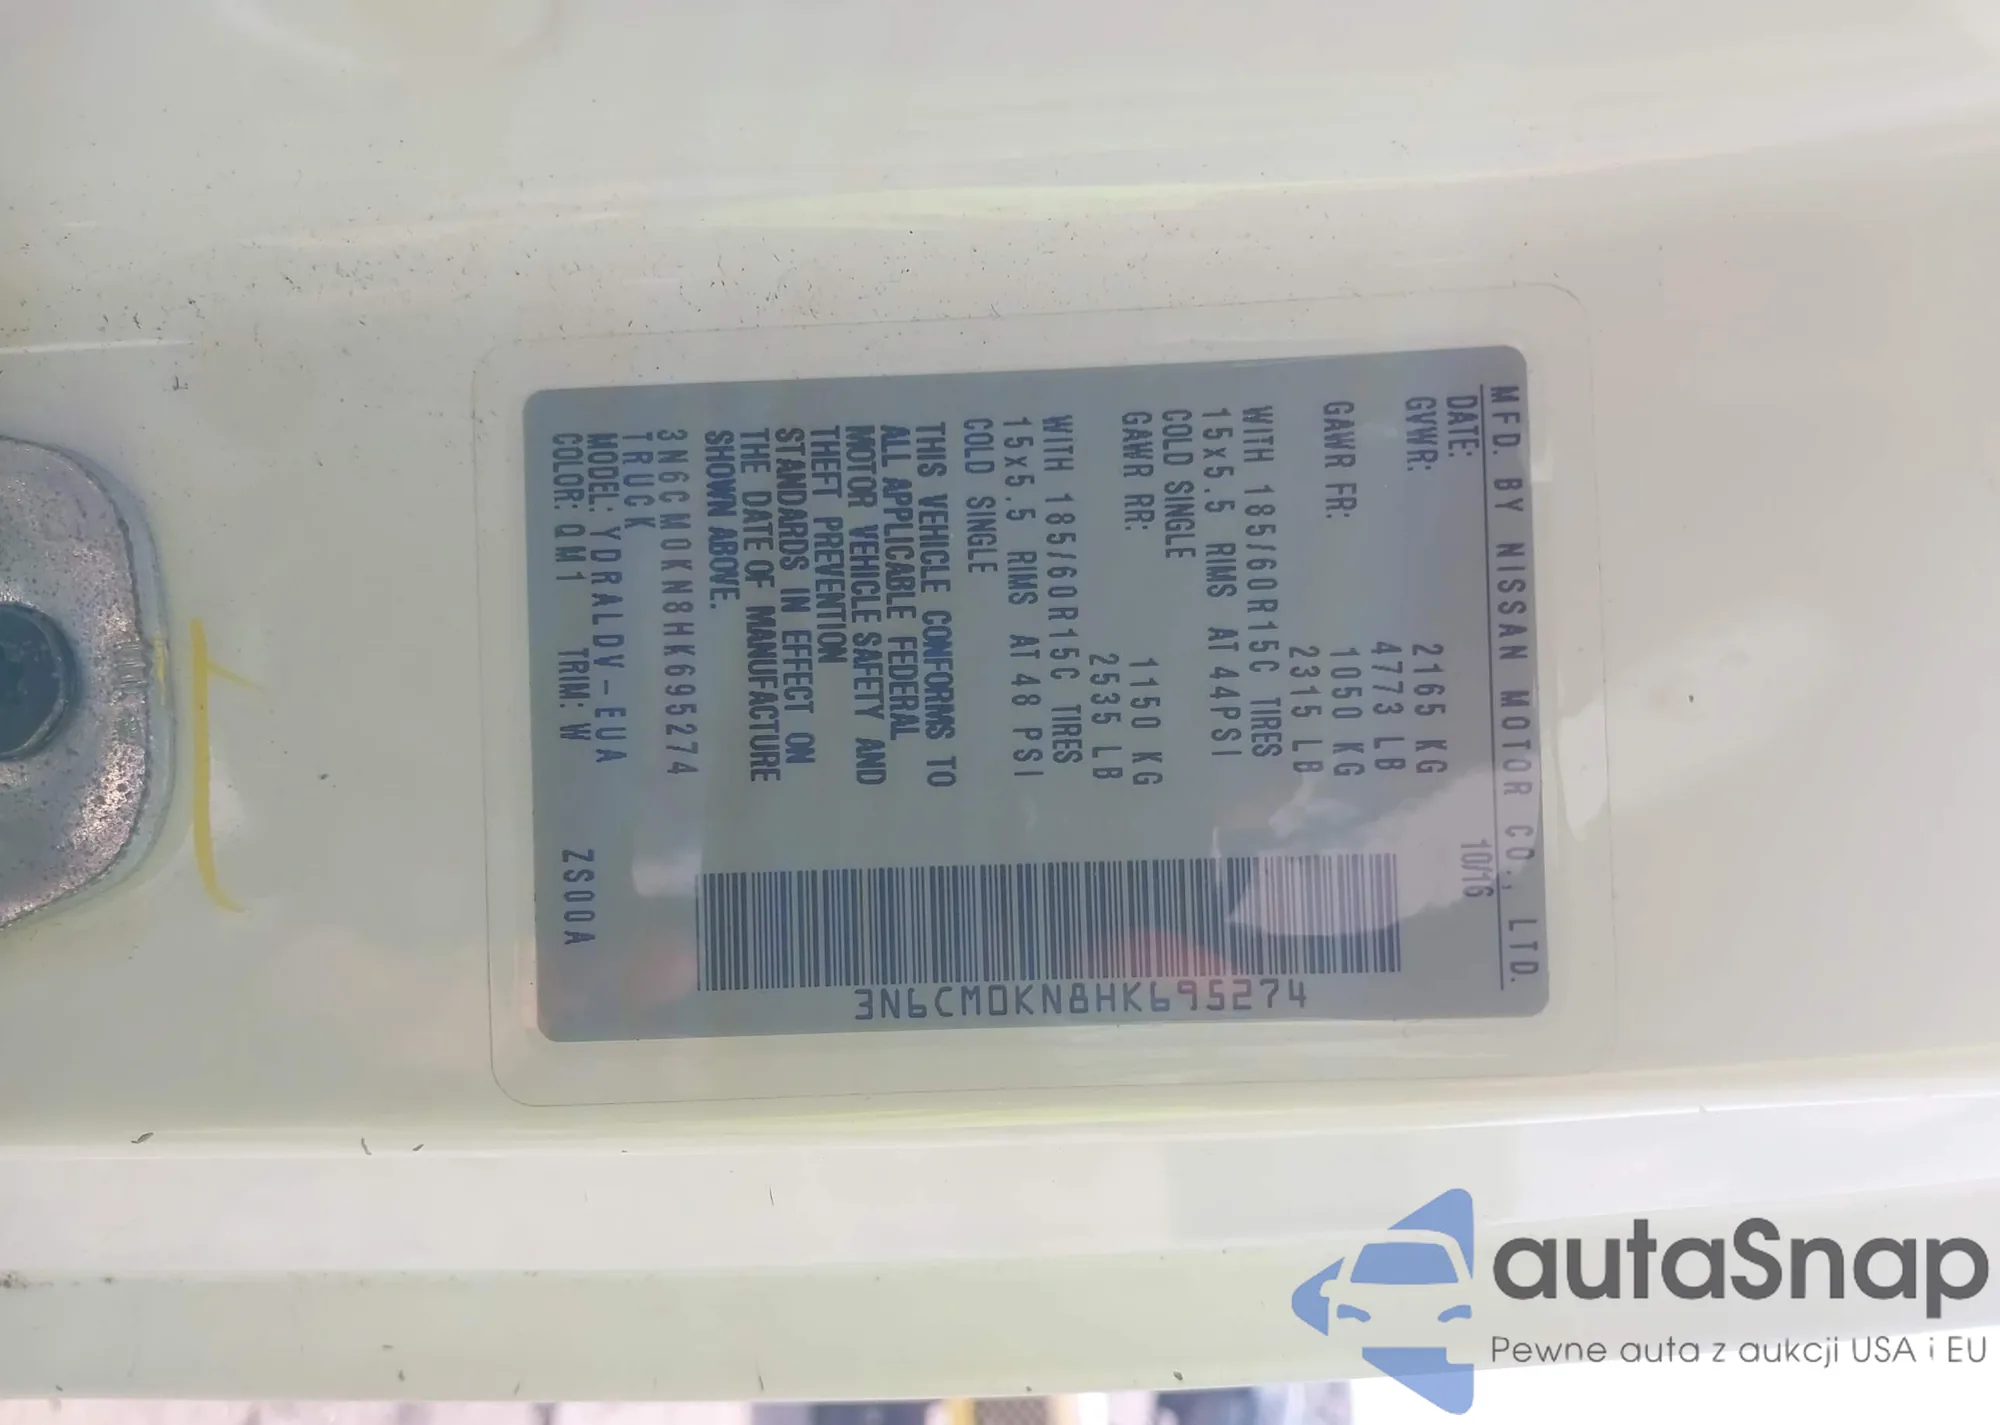 MFD. BY NISSAN MOTOR CO., LTD.
DATE: 10/16
GVWR: 2165 KG
4773 LB
GAWR FR: 1050 KG
2315 LB
WITH 185/60R15C TIRES
15x5.5 RIMS AT 44PSI
COLD SINGLE
GAWR RR: 1150 KG
2535 LB
WITH 185/60R15C TIRES
15x5.5 RIMS AT 48 PSI
COLD SINGLE
THIS VEHICLE CONFORMS TO
ALL APPLICABLE FEDERAL
MOTOR VEHICLE SAFETY AND
THEFT PREVENTION
STANDARDS IN EFFECT ON
THE DATE OF MANUFACTURE
SHOWN ABOVE.
3N6CM0KN8HK695274
TRUCK
MODEL: YDRALDV-EUA
COLOR: QM1 TRIM: W ZS00A
3N6CM0KN8HK695274
autaSnap
Pewne auta z aukcji USA i EU